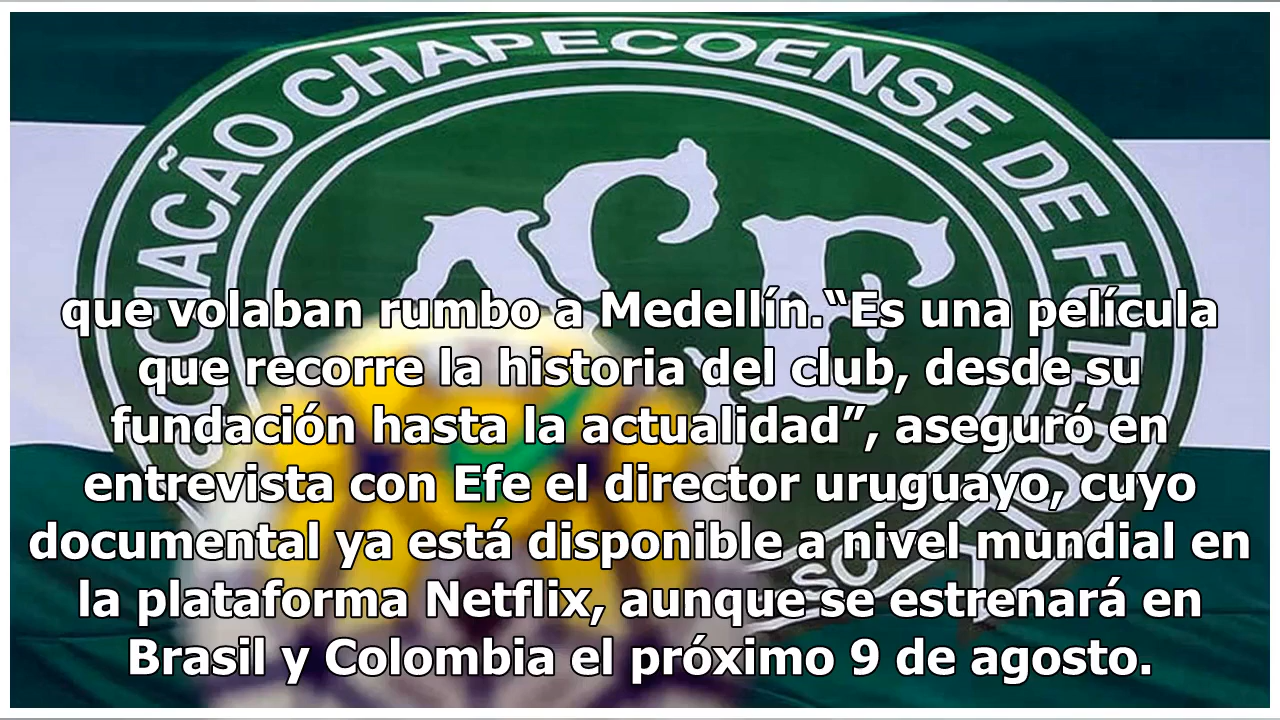 ASSOCIAÇÃO CHAPECOENSE DE FUTEBOL
ACF
que volaban rumbo a Medellín.“Es una película
que recorre la historia del club, desde su
fundación hasta la actualidad”, aseguró en
entrevista con Efe el director uruguayo, cuyo
documental ya está disponible a nivel mundial en
la plataforma Netflix, aunque se estrenará en
Brasil y Colombia el próximo 9 de agosto.